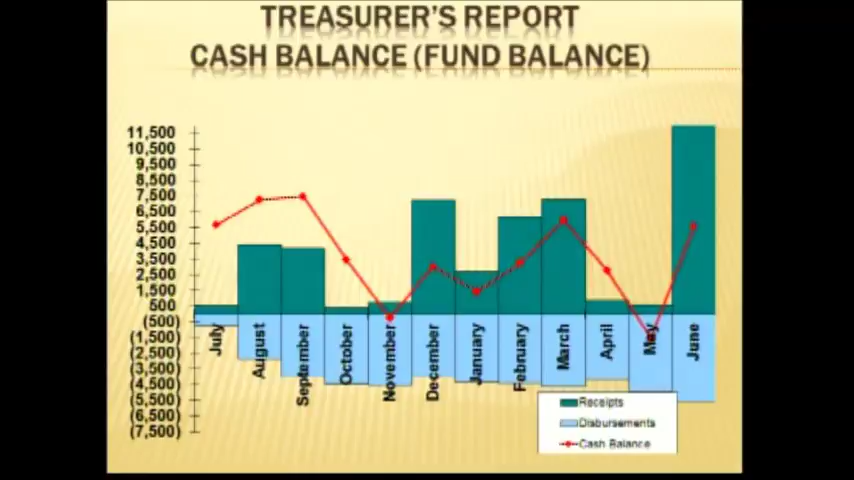 TREASURER'S REPORT
CASH BALANCE (FUND BALANCE)
11,500
10,500
9,500
8,500
7,500
6,500
5,500
4,500
3,500
2,500
1,500
500
(500)
(1,500)
(2,500)
(3,500)
(4,500)
(5,500)
(6,500)
(7,500)
July
August
September
October
November
December
January
February
March
April
May
June
Receipts
Disbursements
Cash Balance